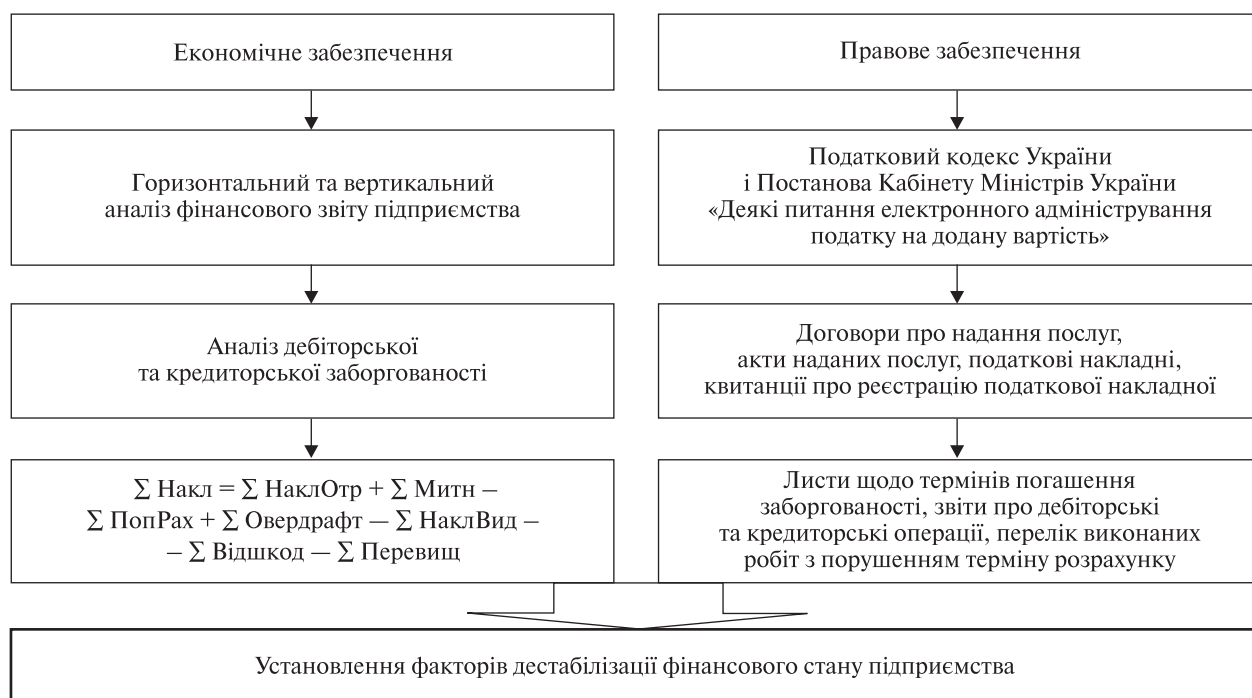 Економічне забезпечення
Горизонтальний та вертикальний
аналіз фінансового звіту підприємства
Аналіз дебіторської
та кредиторської заборгованості
∑ Накл = ∑ НаклОтр + ∑ Митн –
∑ ПопРах + ∑ Овердрафт — ∑ НаклВид –
– ∑ Відшкод — ∑ Перевищ
Правове забезпечення
Податковий кодекс України
і Постанова Кабінету Міністрів України
«Деякі питання електронного адміністрування
податку на додану вартість»
Договори про надання послуг,
акти наданих послуг, податкові накладні,
квитанції про реєстрацію податкової накладної
Листи щодо термінів погашення
заборгованості, звіти про дебіторські
та кредиторські операції, перелік виконаних
робіт з порушенням терміну розрахунку
Установлення факторів дестабілізації фінансового стану підприємства